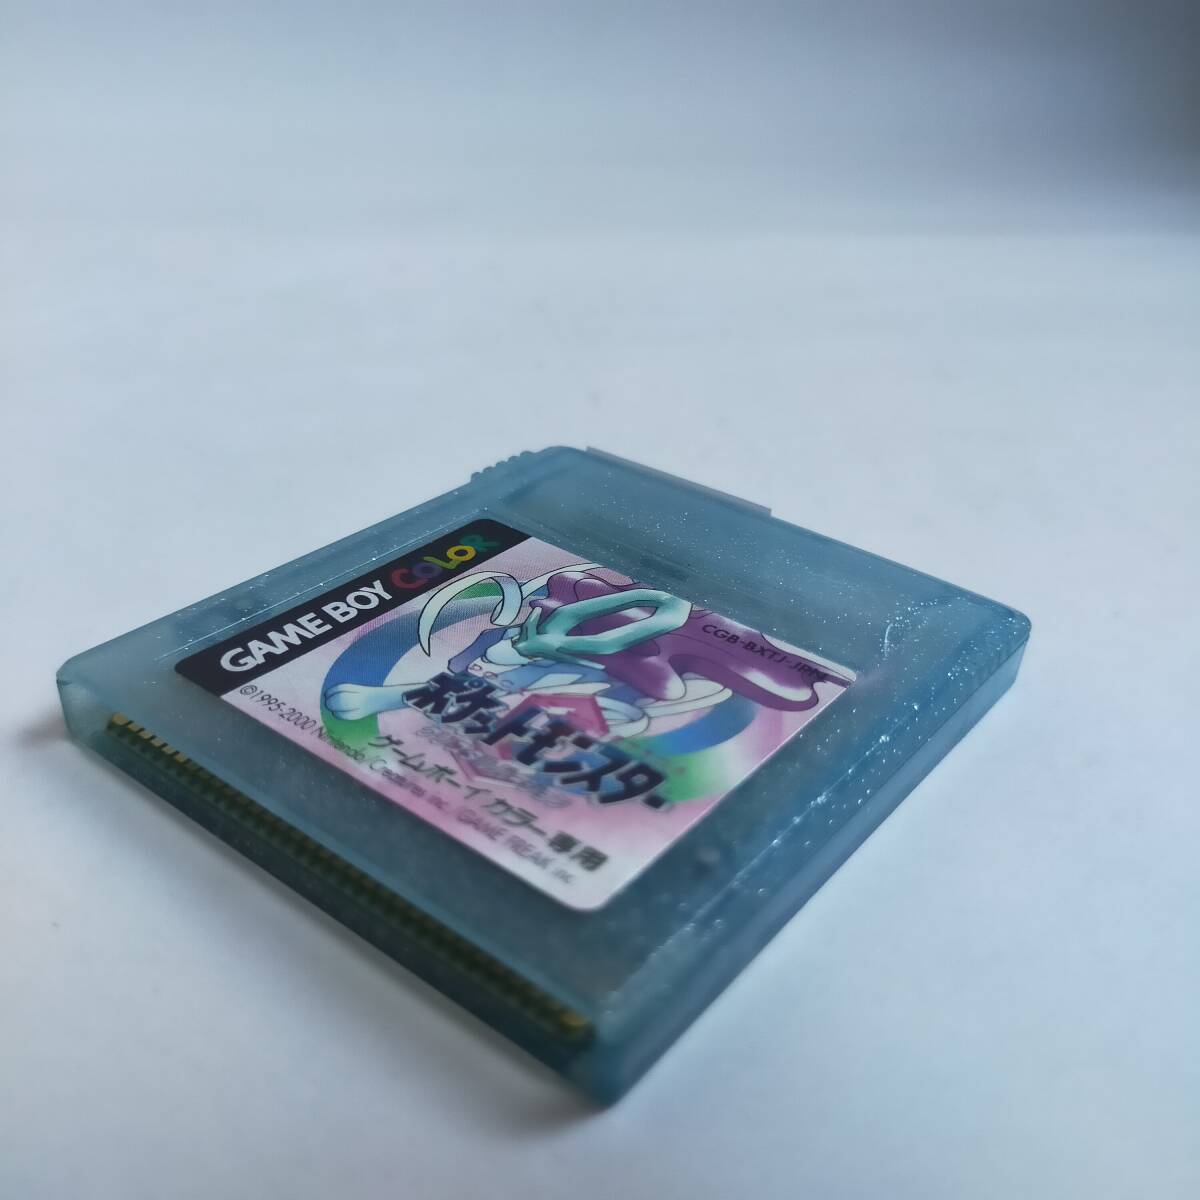 GAME BOY COLOR
CGB-BXTJ-JPN
ポケットモンスター
ゲームボーイカラー専用
©1995-2000 Nintendo/Creatures inc. /GAME FREAK inc.